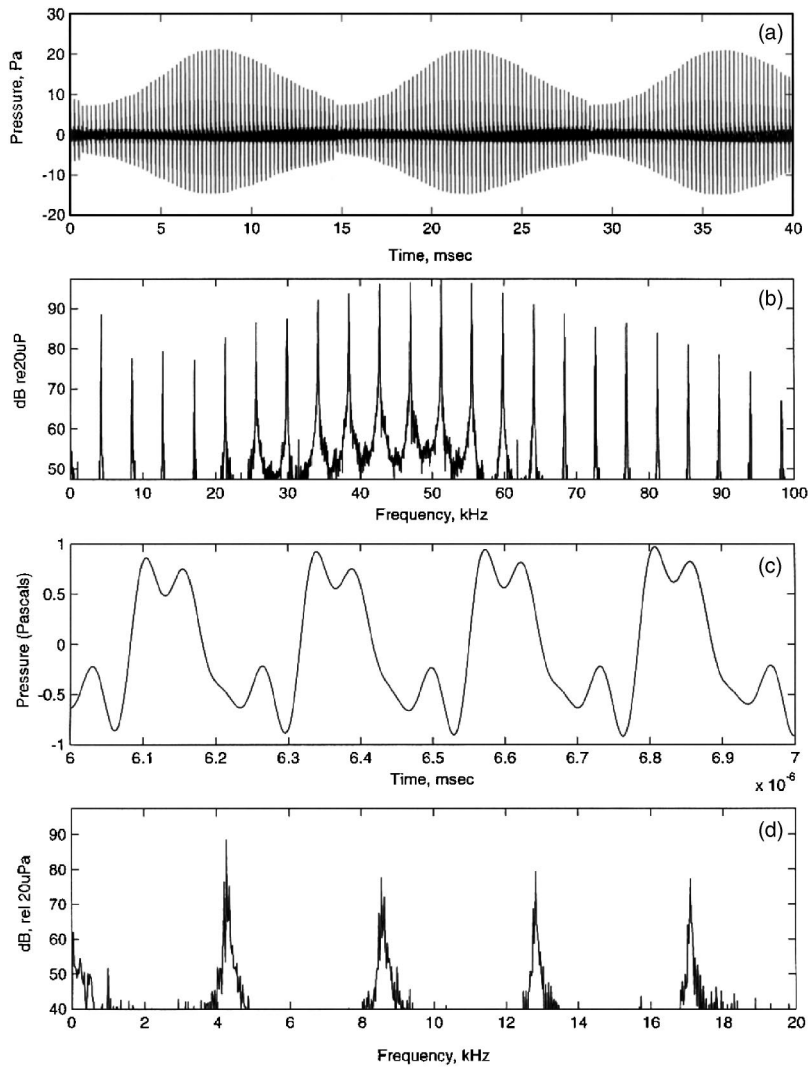 (a)
Pressure, Pa
30
20
10
0
-10
-20
0 5 10 15 20 25 30 35 40
Time, msec
(b)
dB re20uP
90
80
70
60
50
0 10 20 30 40 50 60 70 80 90 100
Frequency, kHz
(c)
Pressure (Pascals)
1
0.5
0
-0.5
-1
6 6.1 6.2 6.3 6.4 6.5 6.6 6.7 6.8 6.9 7
Time, msec
x 10-6
(d)
dB, rel 20uPa
90
80
70
60
50
40
0 2 4 6 8 10 12 14 16 18 20
Frequency, kHz